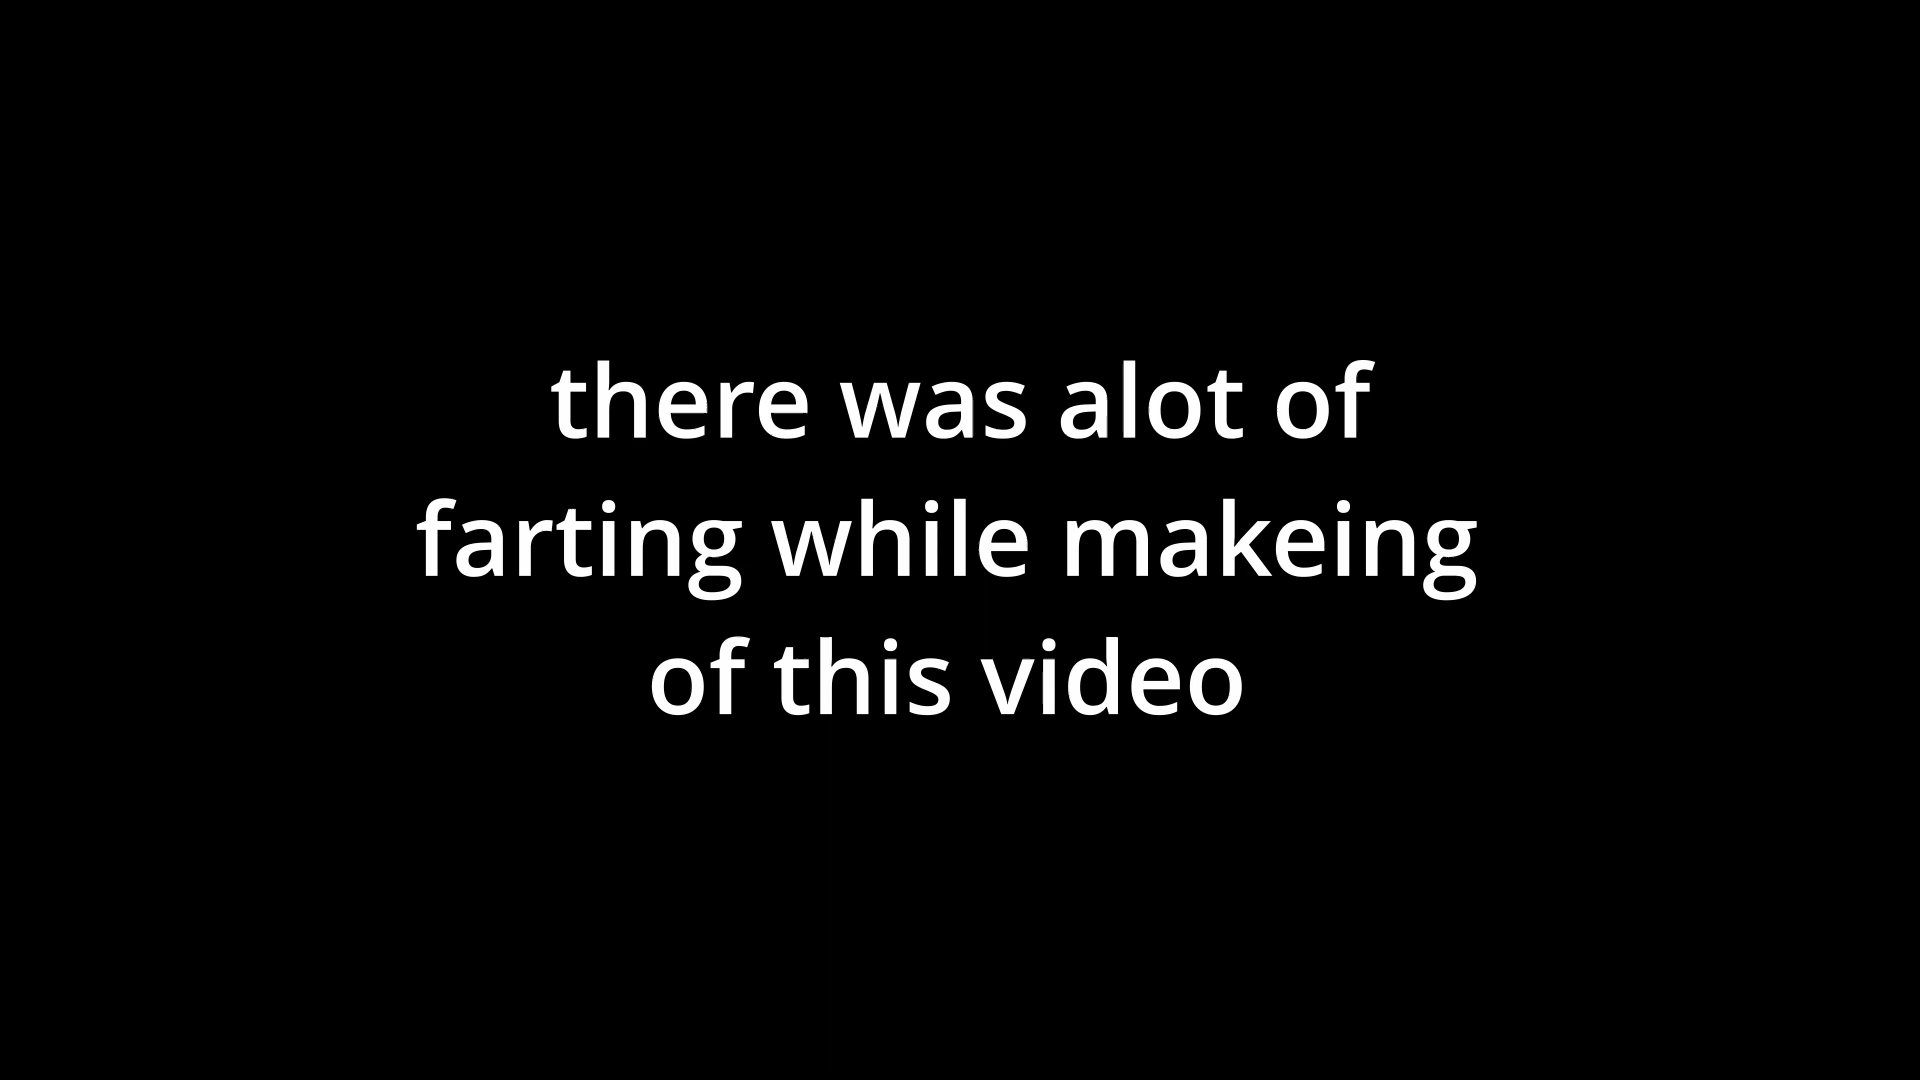 there was alot of
farting while makeing
of this video